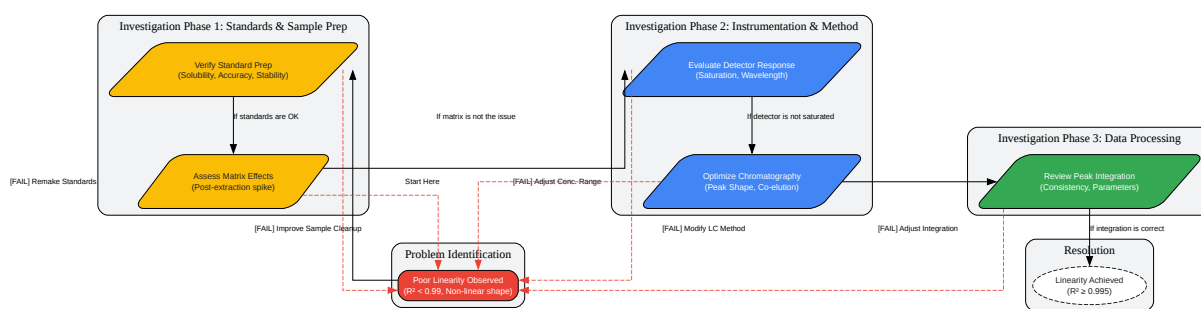 Investigation Phase 1: Standards & Sample Prep
Verify Standard Prep
(Solubility, Accuracy, Stability)
If standards are OK
Assess Matrix Effects
(Post-extraction spike)
[FAIL] Remake Standards
[FAIL] Improve Sample Cleanup
If matrix is not the issue
Start Here
[FAIL] Adjust Conc. Range
Problem Identification
Poor Linearity Observed
(R² < 0.99, Non-linear shape)
Investigation Phase 2: Instrumentation & Method
Evaluate Detector Response
(Saturation, Wavelength)
If detector is not saturated
Optimize Chromatography
(Peak Shape, Co-elution)
[FAIL] Modify LC Method
Investigation Phase 3: Data Processing
Review Peak Integration
(Consistency, Parameters)
[FAIL] Adjust Integration
If integration is correct
Resolution
Linearity Achieved
(R² ≥ 0.995)